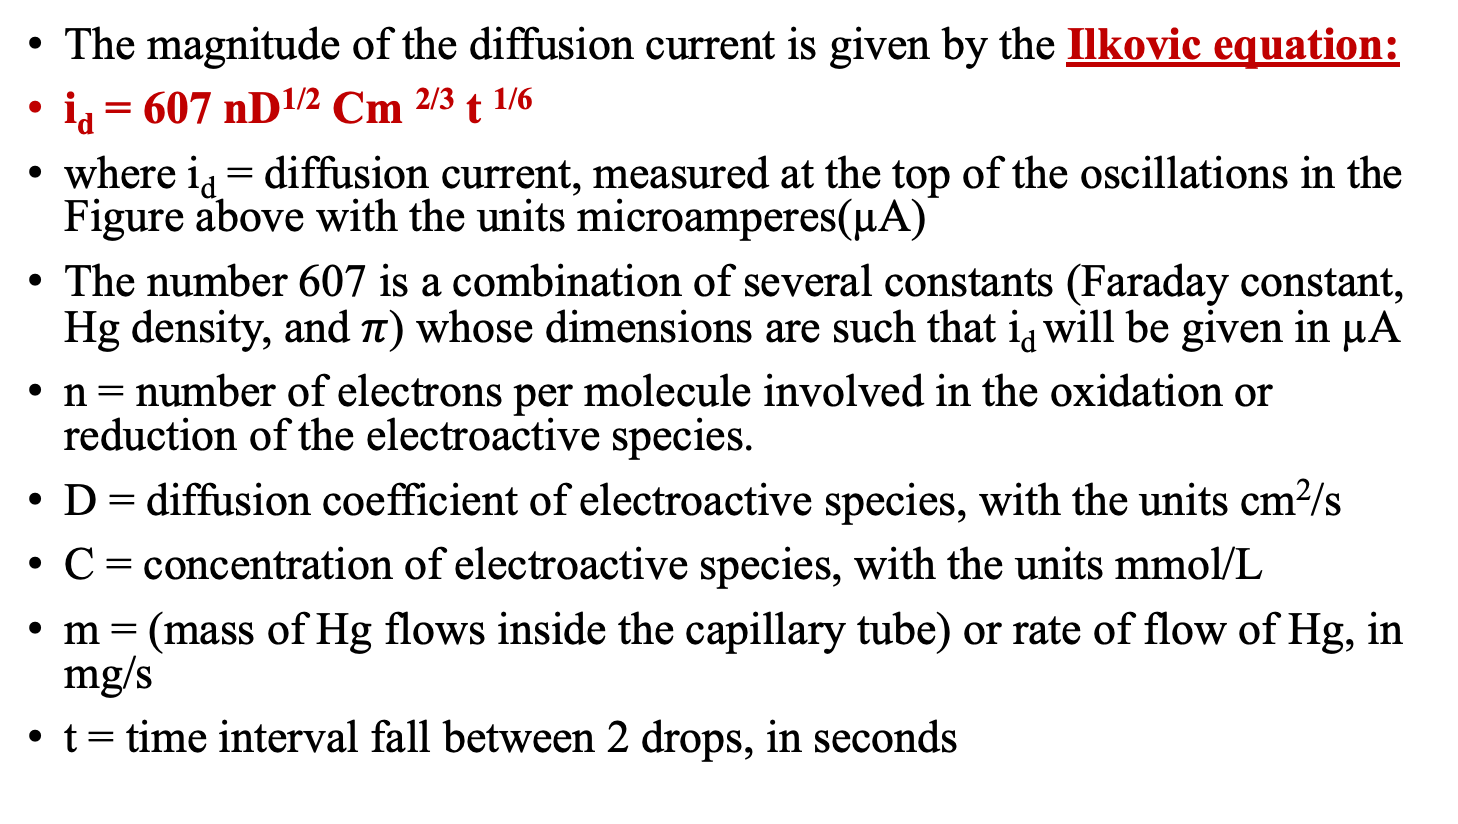 • The magnitude of the diffusion current is given by the Ilkovic equation:
• i_d = 607 nD^1/2 Cm ^2/3 t ^1/6
• where i_d = diffusion current, measured at the top of the oscillations in the
Figure above with the units microamperes(μA)
• The number 607 is a combination of several constants (Faraday constant,
Hg density, and π) whose dimensions are such that i_d will be given in μA
• n = number of electrons per molecule involved in the oxidation or
reduction of the electroactive species.
• D = diffusion coefficient of electroactive species, with the units cm²/s
• C = concentration of electroactive species, with the units mmol/L
• m = (mass of Hg flows inside the capillary tube) or rate of flow of Hg, in
mg/s
• t = time interval fall between 2 drops, in seconds